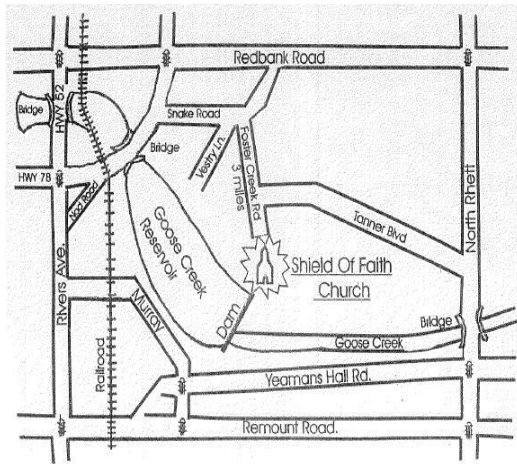 Redbank Road
HWY 52
Bridge
Snake Road
Bridge
Vestry Ln.
Foster Creek Rd
3 miles
HWY 78
Nad Road
North Rhett
Tanner Blvd
Goose Creek
Reservoir
Shield Of Faith
Church
Rivers Ave.
Murray
Dam
Bridge
Goose Creek
Railroad
Yeamans Hall Rd.
Remount Road.